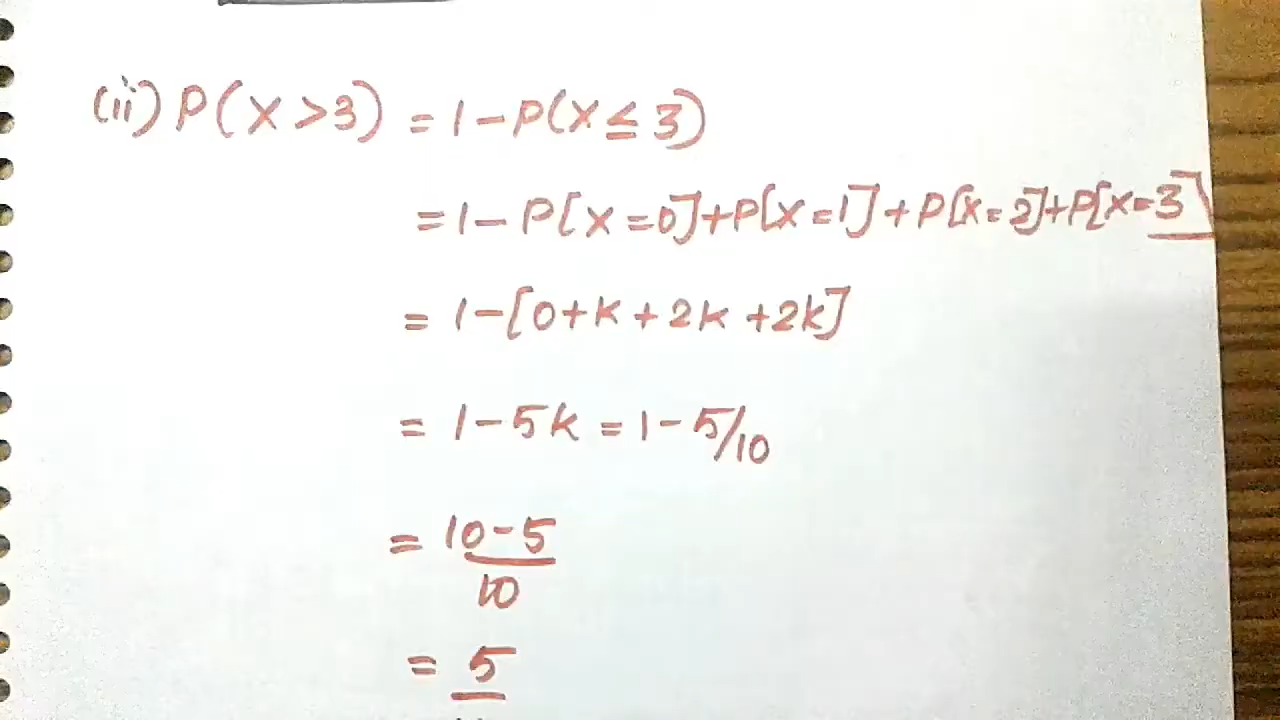 (ii) P(X>3) = 1-P(X≤3)
= 1-P[X=0]+P[X=1]+P[X=2]+P[X=3]
= 1-[0+K+2K+2K]
= 1-5K = 1-5/10
= 10-5
10
= 5